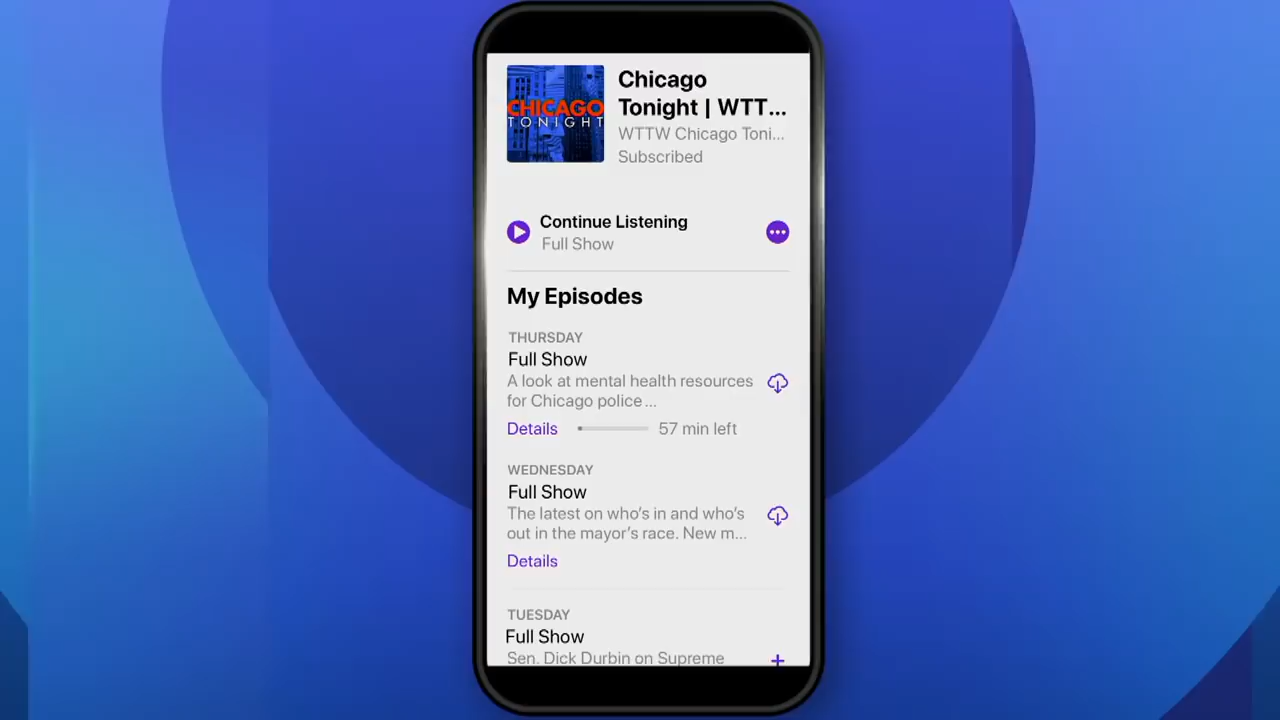 CHICAGO
TONIGHT
Chicago
Tonight | WTT...
WTTW Chicago Toni...
Subscribed
Continue Listening
Full Show
My Episodes
THURSDAY
Full Show
A look at mental health resources
for Chicago police ...
Details
57 min left
WEDNESDAY
Full Show
The latest on who's in and who's
out in the mayor's race. New m...
Details
TUESDAY
Full Show
Sen. Dick Durbin on Supreme